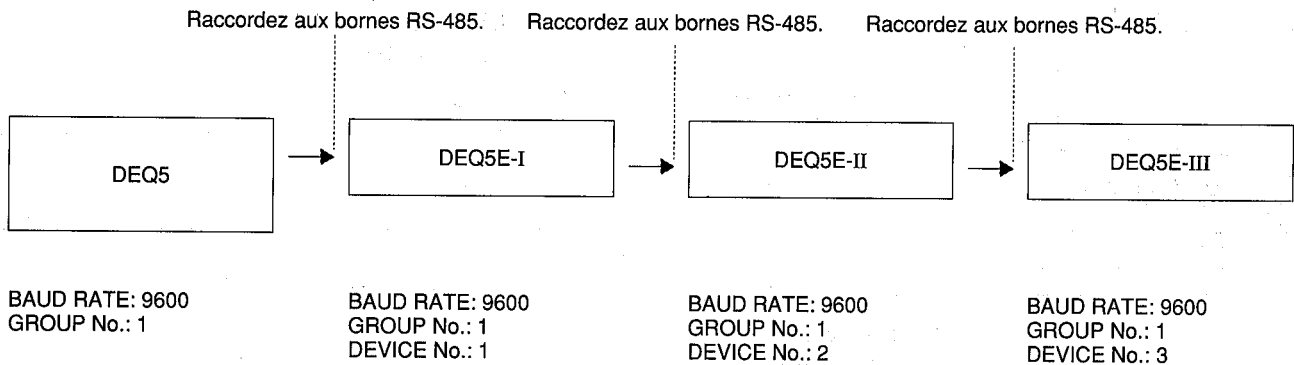 Raccordez aux bornes RS-485.
Raccordez aux bornes RS-485.
Raccordez aux bornes RS-485.
DEQ5
DEQ5E-I
DEQ5E-II
DEQ5E-III
BAUD RATE: 9600
GROUP No.: 1
BAUD RATE: 9600
GROUP No.: 1
DEVICE No.: 1
BAUD RATE: 9600
GROUP No.: 1
DEVICE No.: 2
BAUD RATE: 9600
GROUP No.: 1
DEVICE No.: 3